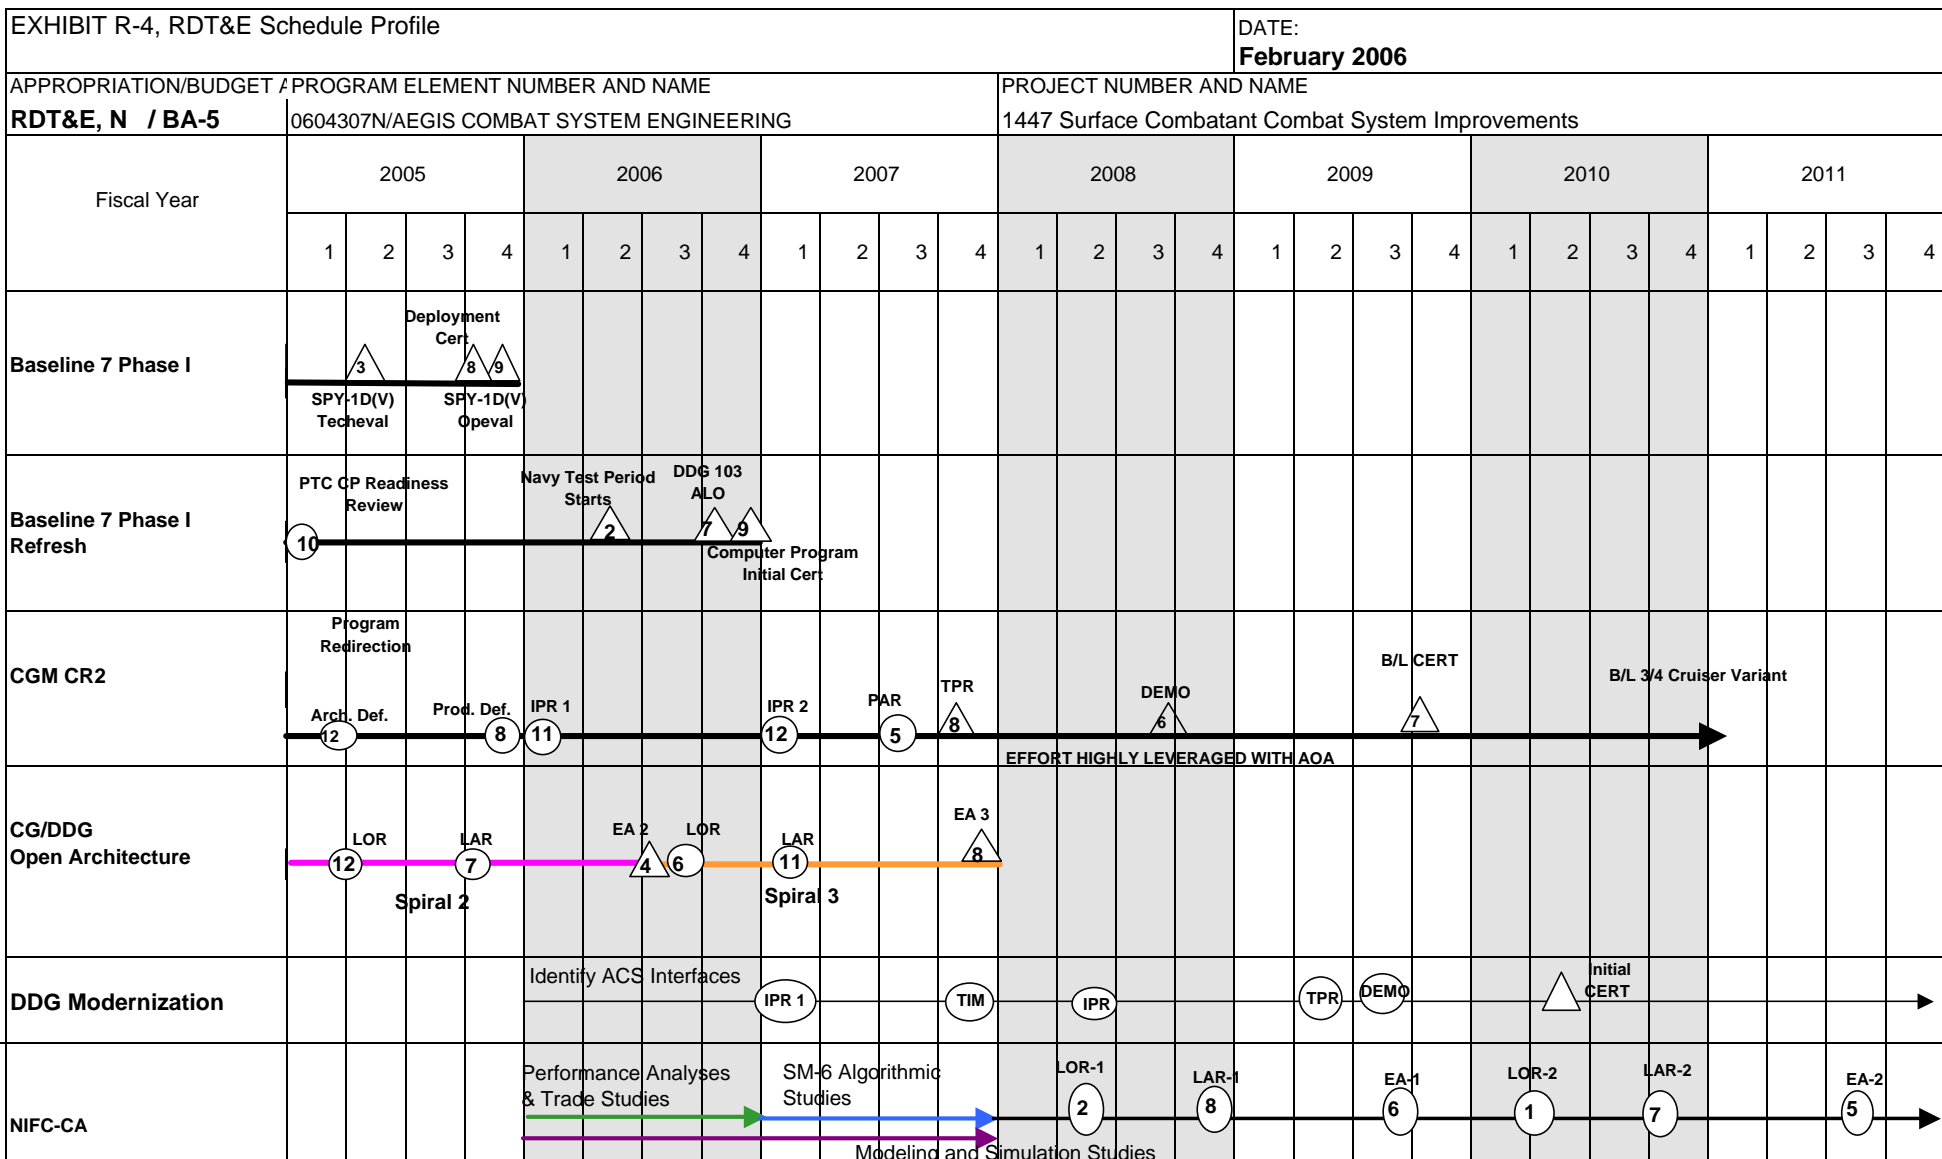 EXHIBIT R-4, RDT&E Schedule Profile
DATE:
February 2006
APPROPRIATION/BUDGET A
PROGRAM ELEMENT NUMBER AND NAME
PROJECT NUMBER AND NAME
RDT&E, N / BA-5
0604307N/AEGIS COMBAT SYSTEM ENGINEERING
1447 Surface Combatant Combat System Improvements
Fiscal Year
2005 2006 2007 2008 2009 2010 2011
1 2 3 4 1 2 3 4 1 2 3 4 1 2 3 4 1 2 3 4 1 2 3 4 1 2 3 4
Baseline 7 Phase I
Deployment
Cert
3 8 9
SPY-1D(V)
Techeval
SPY-1D(V)
Opeval
Baseline 7 Phase I
Refresh
PTC CP Readiness
Review
Navy Test Period
Starts
DDG 103
ALO
10 2 7 9
Computer Program
Initial Cert
CGM CR2
Program
Redirection
Arch. Def.
Prod. Def.
IPR 1
IPR 2
PAR
TPR
DEMO
B/L CERT
B/L 3/4 Cruiser Variant
12 8 11 12 5 8 6 7
EFFORT HIGHLY LEVERAGED WITH AOA
CG/DDG
Open Architecture
LOR
LAR
EA 2
LOR
LAR
EA 3
12 7 4 6 11 8
Spiral 2
Spiral 3
DDG Modernization
Identify ACS Interfaces
IPR 1
TIM
IPR
TPR
DEMO
Initial
CERT
NIFC-CA
Performance Analyses
& Trade Studies
SM-6 Algorithmic
Studies
LOR-1
LAR-1
EA-1
LOR-2
LAR-2
EA-2
2 8 6 1 7 5
Modeling and Simulation Studies